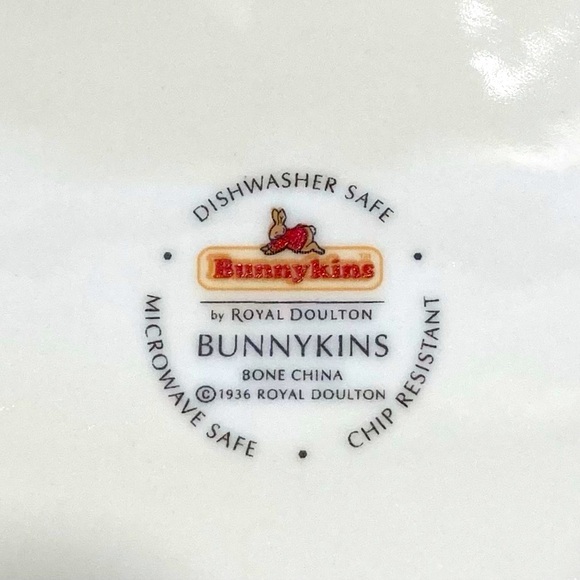 DISHWASHER SAFE
Bunnykins
by ROYAL DOULTON
BUNNYKINS
BONE CHINA
©1936 ROYAL DOULTON
MICROWAVE SAFE
CHIP RESISTANT